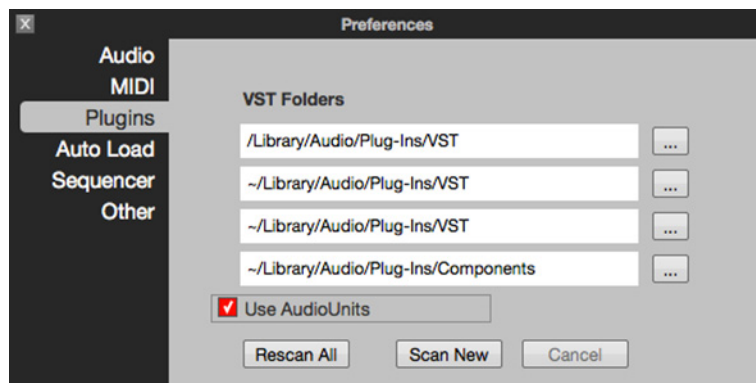 X
Preferences
Audio
MIDI
Plugins
Auto Load
Sequencer
Other
VST Folders
/Library/Audio/Plug-Ins/VST
...
~/Library/Audio/Plug-Ins/VST
...
~/Library/Audio/Plug-Ins/VST
...
~/Library/Audio/Plug-Ins/Components
...
Use AudioUnits
Rescan All
Scan New
Cancel